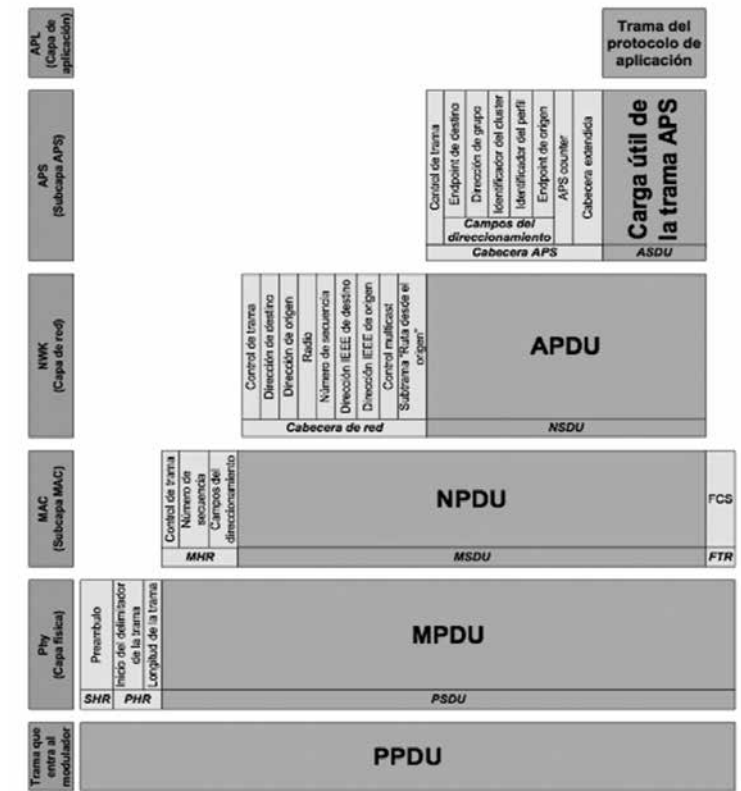 APL
(Capa de
aplicación)
Trama del
protocolo de
aplicación
APS
(Subcapa APS)
Control de trama
Endpoint de destino
Dirección de grupo
Identificador del cluster
Identificador del perfil
Endpoint de origen
APS counter
Cabecera extendida
Campos del
direccionamiento
Cabecera APS
Carga útil de
la trama APS
ASDU
NWK
(Capa de red)
Control de trama
Dirección de destino
Dirección de origen
Radio
Número de secuencia
Dirección IEEE de destino
Dirección IEEE de origen
Control multicast
Subtrama "Ruta desde el
origen"
Cabecera de red
APDU
NSDU
MAC
(Subcapa MAC)
Control de trama
Número de
secuencia
Campos del
direccionamiento
MHR
NPDU
MSDU
FCS
FTR
Phy
(Capa física)
Preambulo
Inicio del delimitador
de la trama
Longitud de la trama
SHR
PHR
MPDU
PSDU
Trama que
entra al
modulador
PPDU